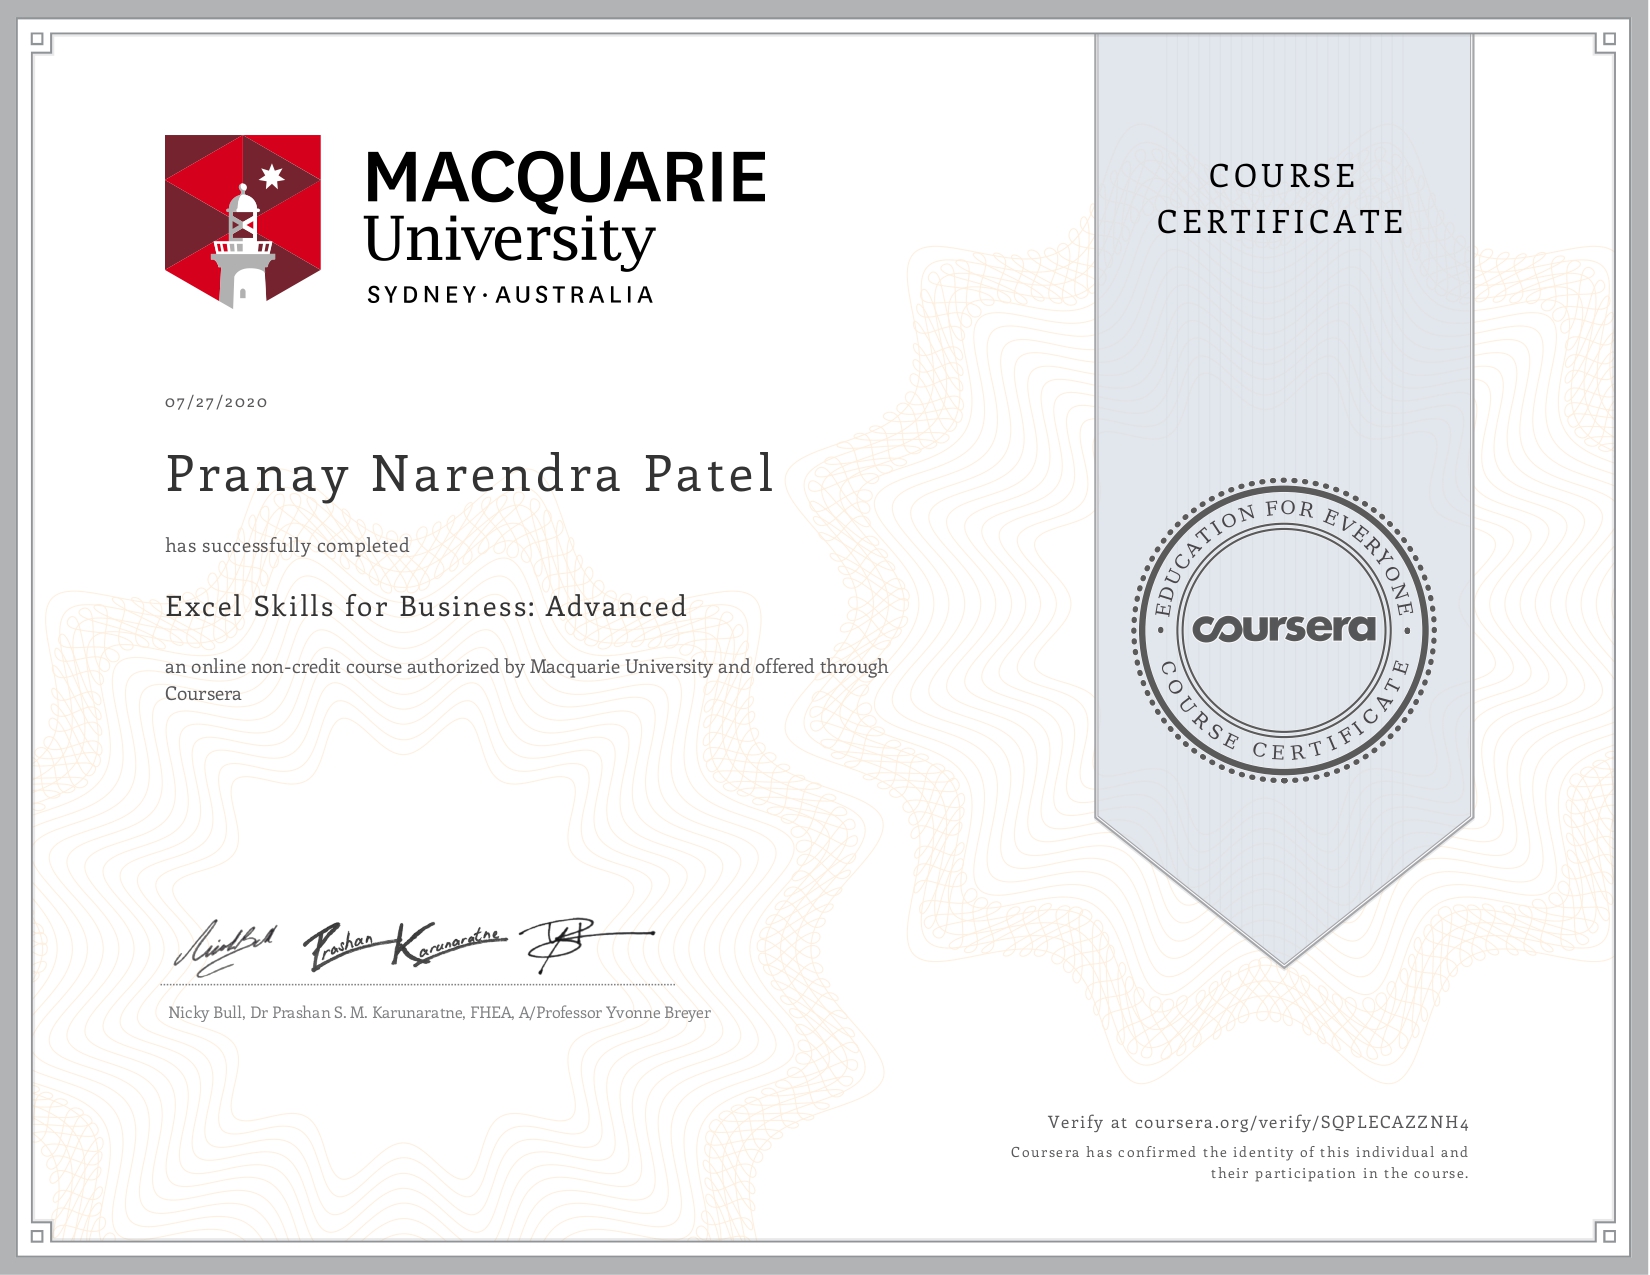 MACQUARIE
University
SYDNEY·AUSTRALIA
COURSE
CERTIFICATE
07/27/2020
Pranay Narendra Patel
has successfully completed
Excel Skills for Business: Advanced
an online non-credit course authorized by Macquarie University and offered through
Coursera
EDUCATION FOR EVERYONE
coursera
COURSE CERTIFICATE
Prashan Karunaratne
Nicky Bull, Dr Prashan S. M. Karunaratne, FHEA, A/Professor Yvonne Breyer
Verify at coursera.org/verify/SQPLECAZZNH4
Coursera has confirmed the identity of this individual and
their participation in the course.